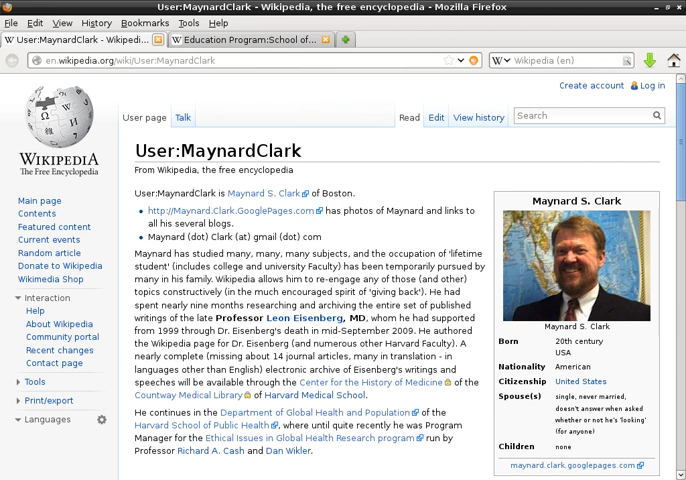 User:MaynardClark - Wikipedia, the free encyclopedia - Mozilla Firefox
File Edit View History Bookmarks Tools Help
User:MaynardClark - Wikipedi...
Education Program:School of...
en.wikipedia.org/wiki/User:MaynardClark
Wikipedia (en)
Create account Log in
User page Talk
Read Edit View history
Search
WIKIPEDIA
The Free Encyclopedia
Main page
Contents
Featured content
Current events
Random article
Donate to Wikipedia
Wikimedia Shop
Interaction
Help
About Wikipedia
Community portal
Recent changes
Contact page
Tools
Print/export
Languages
User:MaynardClark
From Wikipedia, the free encyclopedia
User:MaynardClark is Maynard S. Clark of Boston.
• http://Maynard.Clark.GooglePages.com has photos of Maynard and links to
all his several blogs.
• Maynard (dot) Clark (at) gmail (dot) com
Maynard has studied many, many, many subjects, and the occupation of 'lifetime
student' (includes college and university Faculty) has been temporarily pursued by
many in his family. Wikipedia allows him to re-engage any of those (and other)
topics constructively (in the much encouraged spirit of 'giving back'). He had
spent nearly nine months researching and archiving the entire set of published
writings of the late Professor Leon Eisenberg, MD, whom he had supported
from 1999 through Dr. Eisenberg's death in mid-September 2009. He authored
the Wikipedia page for Dr. Eisenberg (and numerous other Harvard Faculty). A
nearly complete (missing about 14 journal articles, many in translation - in
languages other than English) electronic archive of Eisenberg's writings and
speeches will be available through the Center for the History of Medicine of the
Countway Medical Library of Harvard Medical School.
He continues in the Department of Global Health and Population of the
Harvard School of Public Health, where until quite recently he was Program
Manager for the Ethical Issues in Global Health Research program run by
Professor Richard A. Cash and Dan Wikler.
Maynard S. Clark
Maynard S. Clark
Born 20th century
USA
Nationality American
Citizenship United States
Spouse(s) single, never married,
doesn't answer when asked
whether or not he's 'looking'
(for anyone)
Children none
maynard.clark.googlepages.com